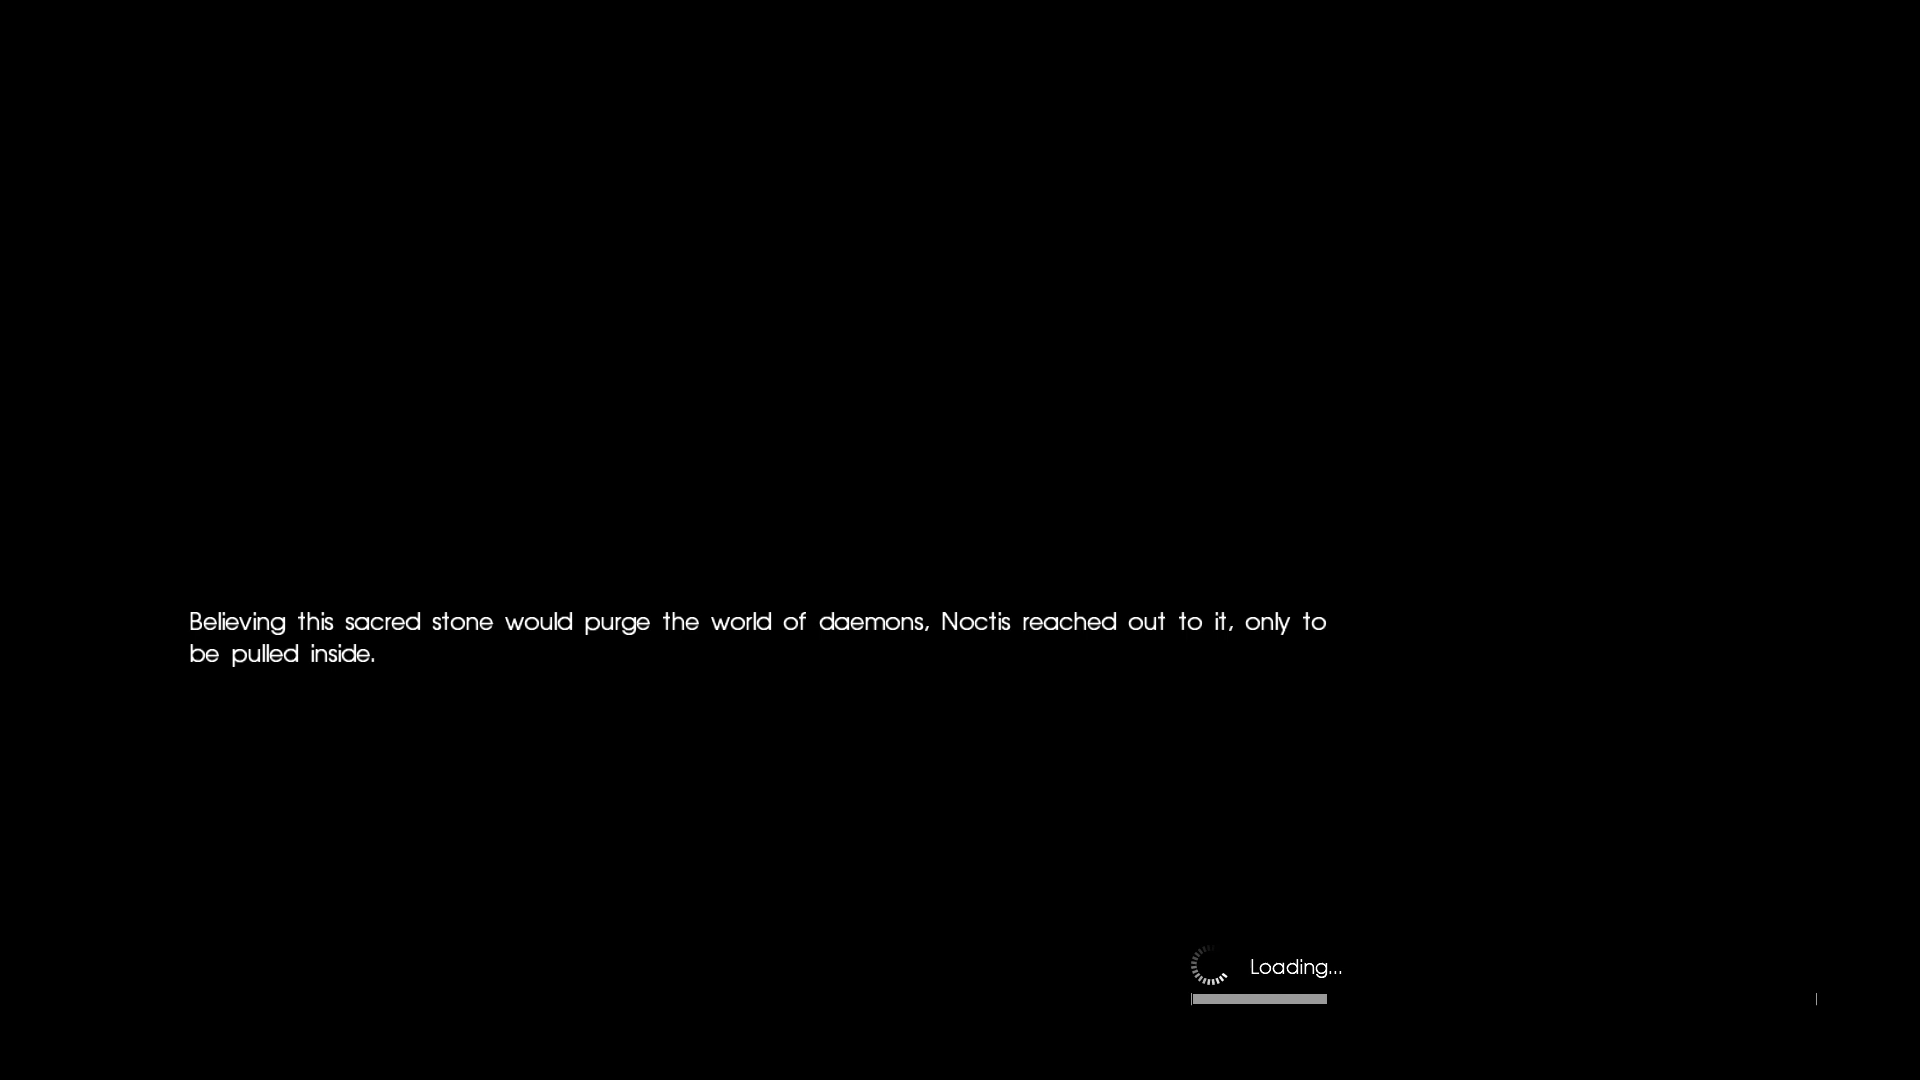 Believing this sacred stone would purge the world of daemons, Noctis reached out to it, only to
be pulled inside.
Loading...